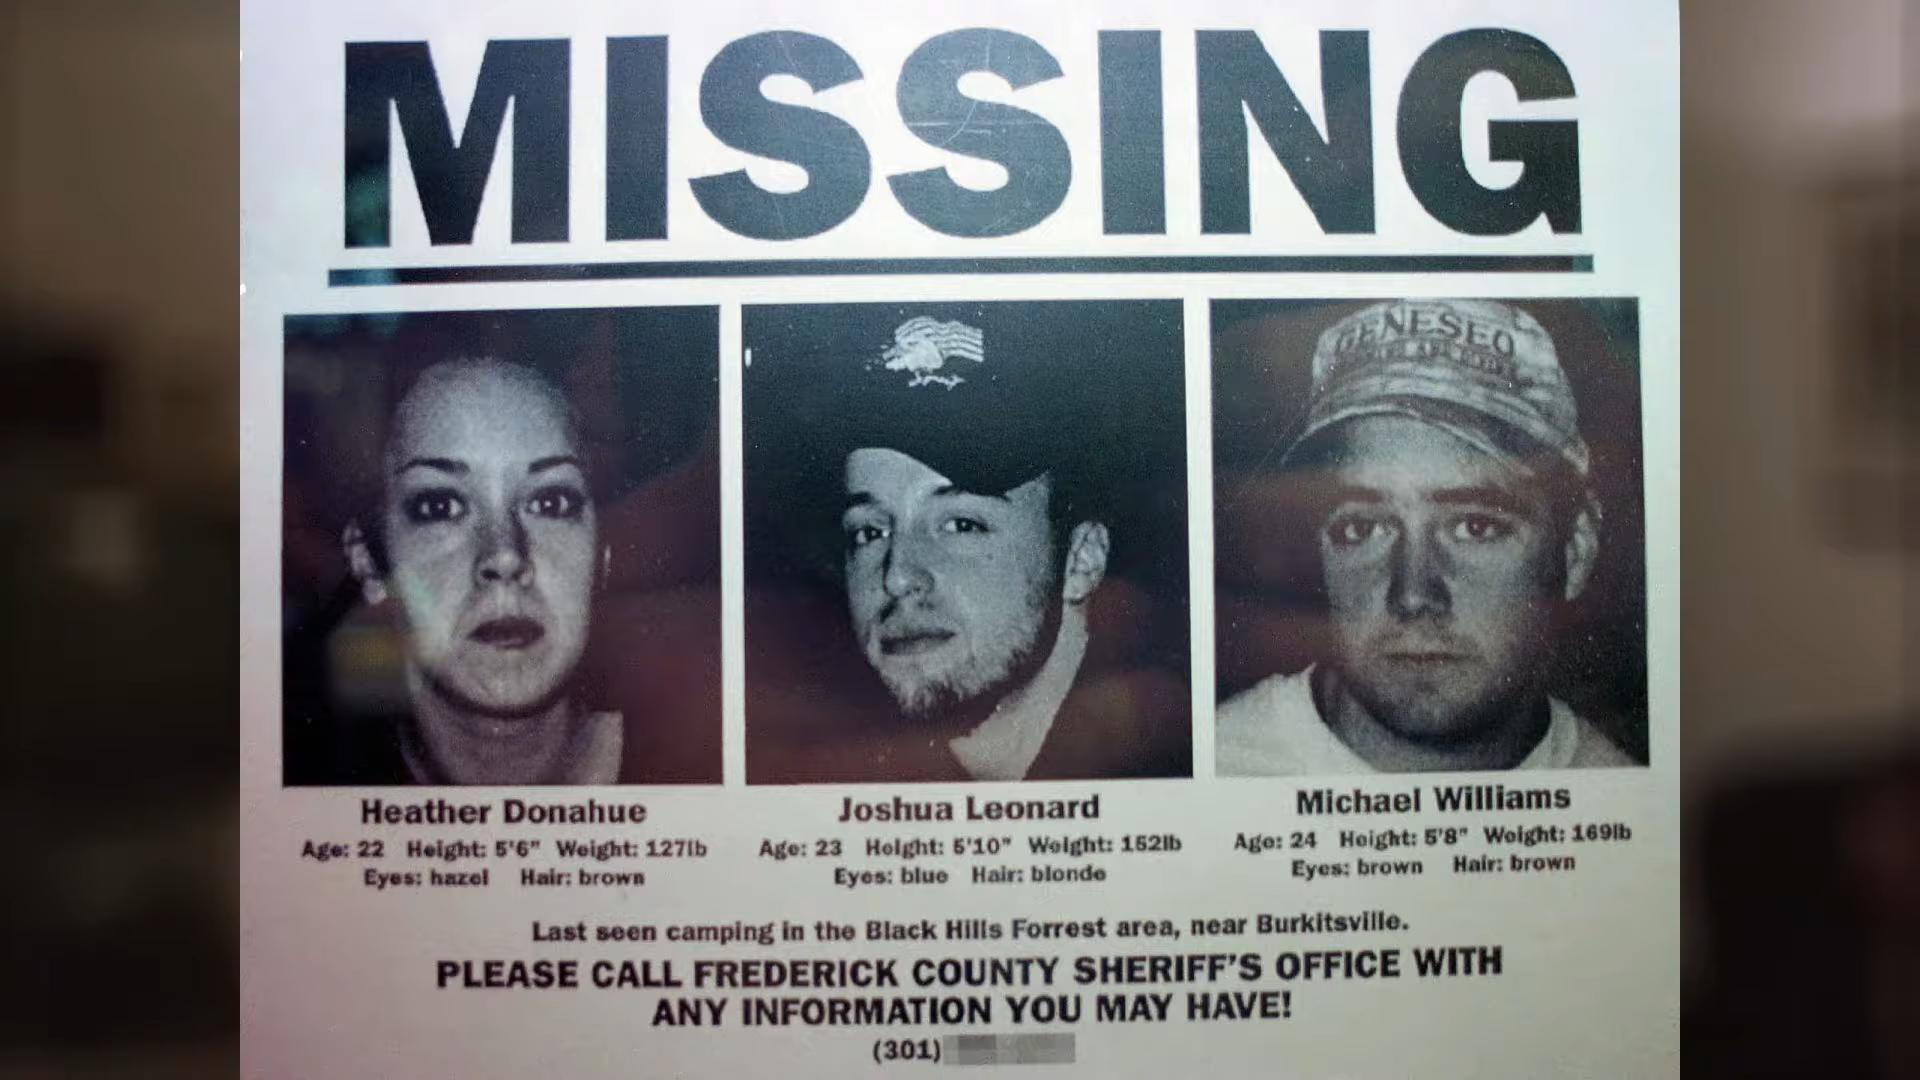 MISSING
GENESEO
Heather Donahue
Age: 22 Height: 5'6" Weight: 127lb
Eyes: hazel Hair: brown
Joshua Leonard
Age: 23 Height: 5'10" Weight: 152lb
Eyes: blue Hair: blonde
Michael Williams
Age: 24 Height: 5'8" Weight: 169lb
Eyes: brown Hair: brown
Last seen camping in the Black Hills Forrest area, near Burkitsville.
PLEASE CALL FREDERICK COUNTY SHERIFF'S OFFICE WITH
ANY INFORMATION YOU MAY HAVE!
(301)